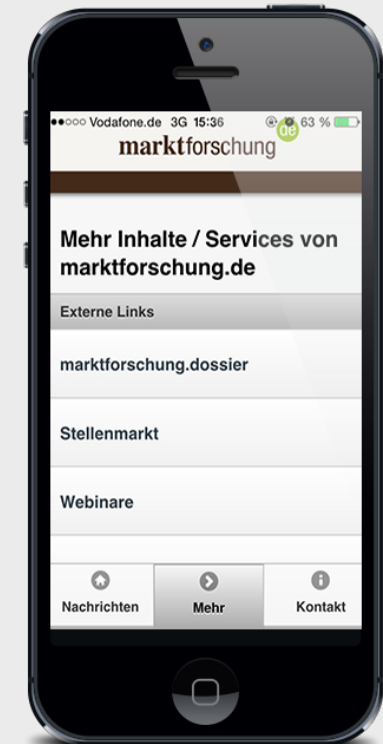 ●●○○○ Vodafone.de 3G 15:36 63 %
marktforschung de
Mehr Inhalte / Services von
marktforschung.de
Externe Links
marktforschung.dossier
Stellenmarkt
Webinare
Nachrichten Mehr Kontakt